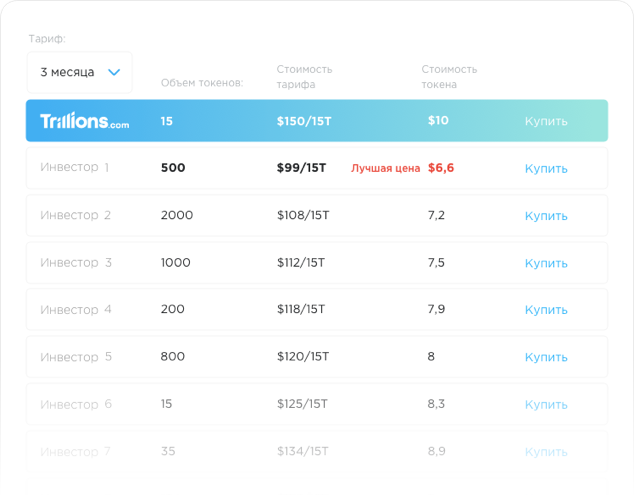 Тариф:
3 месяца
Объем токенов:
Стоимость тарифа
Стоимость токена
Trillions.com 15 $150/15T $10 Купить
Инвестор 1 500 $99/15T Лучшая цена $6,6 Купить
Инвестор 2 2000 $108/15T 7,2 Купить
Инвестор 3 1000 $112/15T 7,5 Купить
Инвестор 4 200 $118/15T 7,9 Купить
Инвестор 5 800 $120/15T 8 Купить
Инвестор 6 15 $125/15T 8,3 Купить
Инвестор 7 35 $134/15T 8,9 Купить